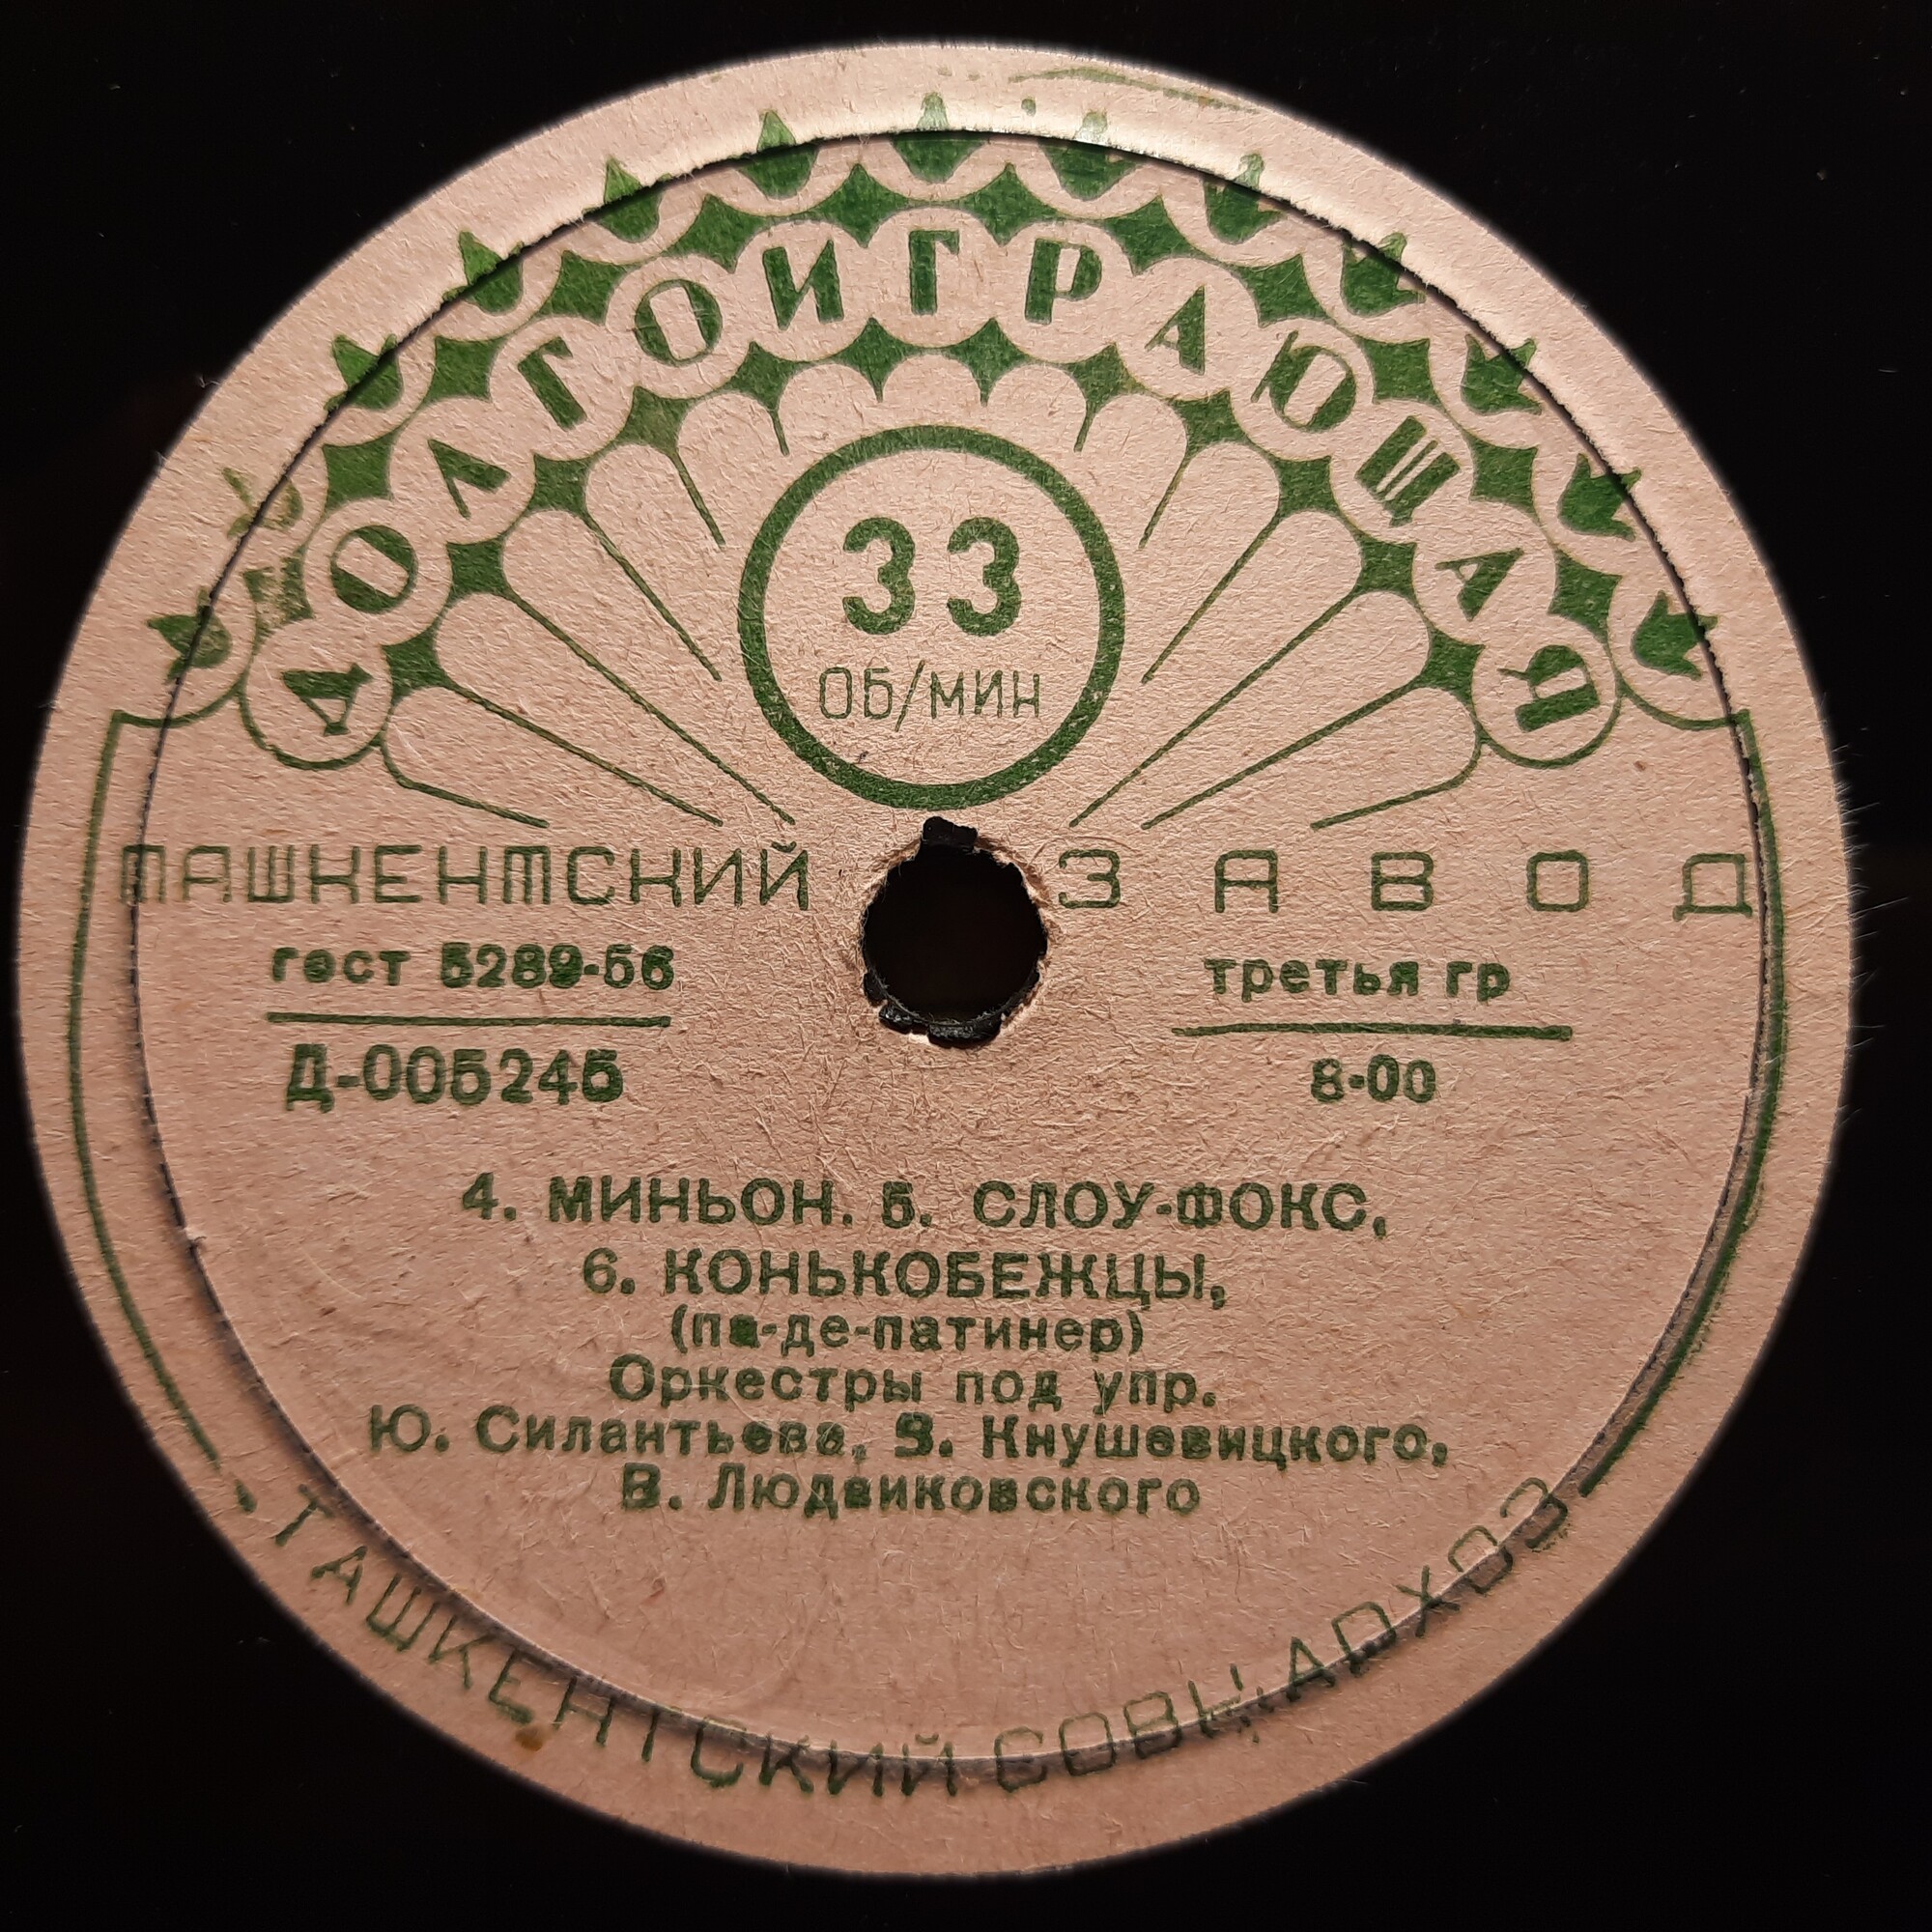 ДОЛГОИГРАЮЩАЯ
33
ОБ/МИН
ТАШКЕНТСКИЙ ЗАВОД
гост 5289-56
третья гр
Д-005245
8-00
4. МИНЬОН. 5. СЛОУ-ФОКС,
6. КОНЬКОБЕЖЦЫ,
(па-де-патинер)
Оркестры под упр.
Ю. Силантьева, В. Кнушевицкого,
В. Людвиковского
ТАШКЕНТСКИЙ СОВНАРХОЗ